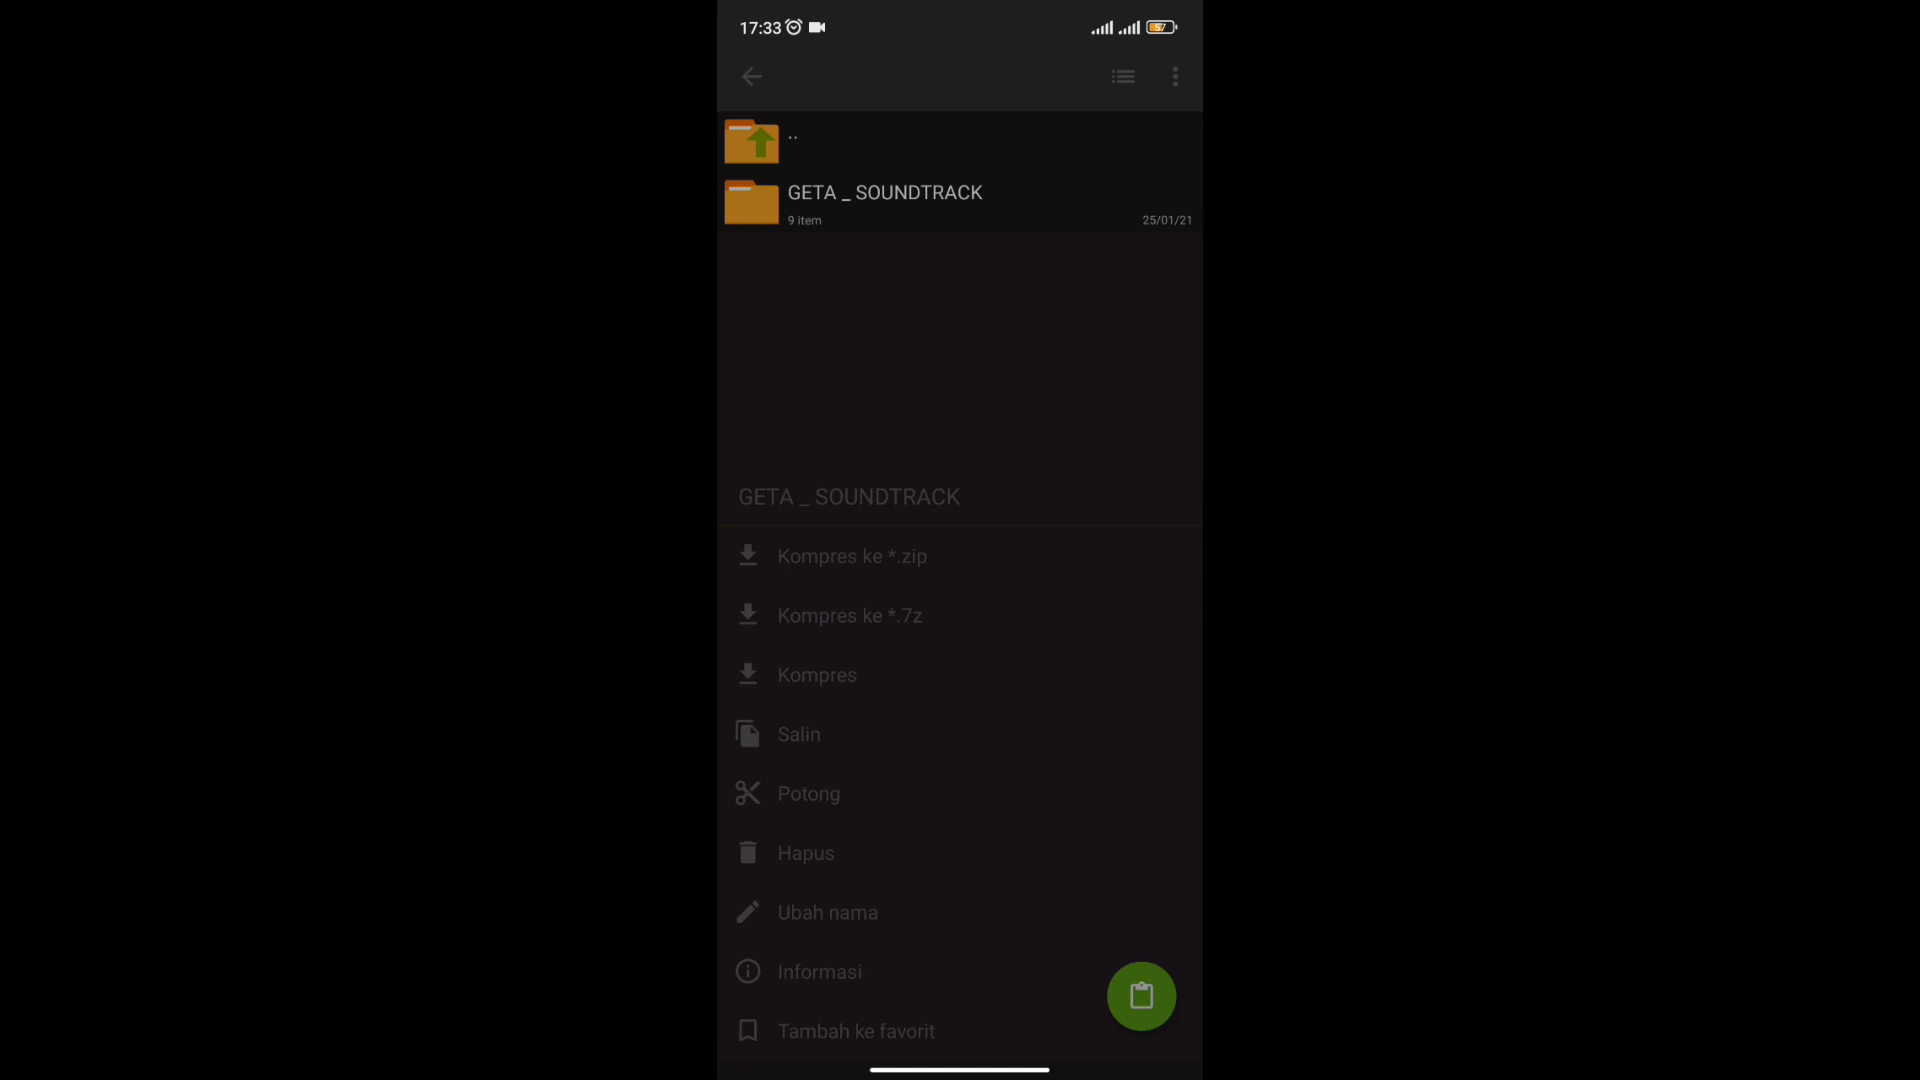 17:33
57
..
GETA _ SOUNDTRACK
9 item
25/01/21
GETA _ SOUNDTRACK
Kompres ke *.zip
Kompres ke *.7z
Kompres
Salin
Potong
Hapus
Ubah nama
Informasi
Tambah ke favorit